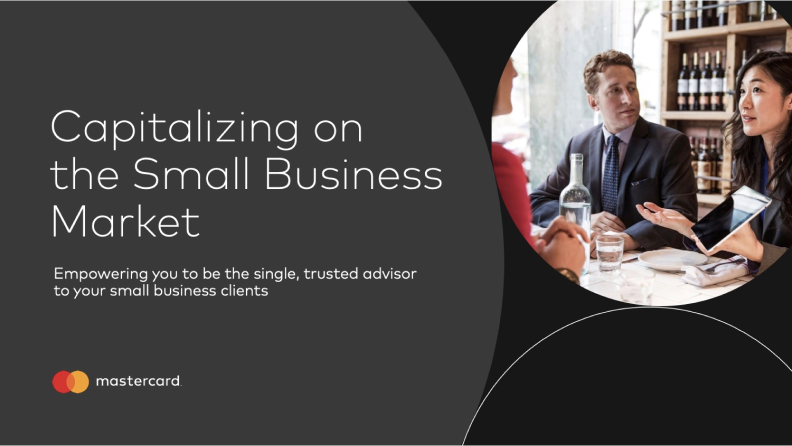 Capitalizing on
the Small Business
Market
Empowering you to be the single, trusted advisor
to your small business clients
mastercard